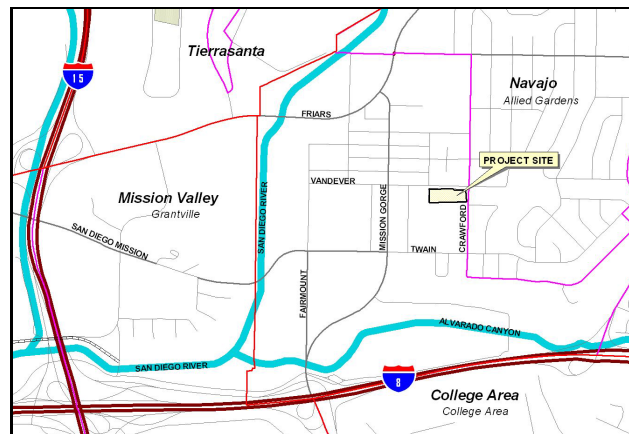 Tierrasanta
15
Navajo
Allied Gardens
FRIARS
PROJECT SITE
VANDEVER
Mission Valley
Grantville
SAN DIEGO RIVER
MISSION GORGE
CRAWFORD
SAN DIEGO MISSION
TWAIN
FAIRMOUNT
ALVARADO CANYON
SAN DIEGO RIVER
8
College Area
College Area